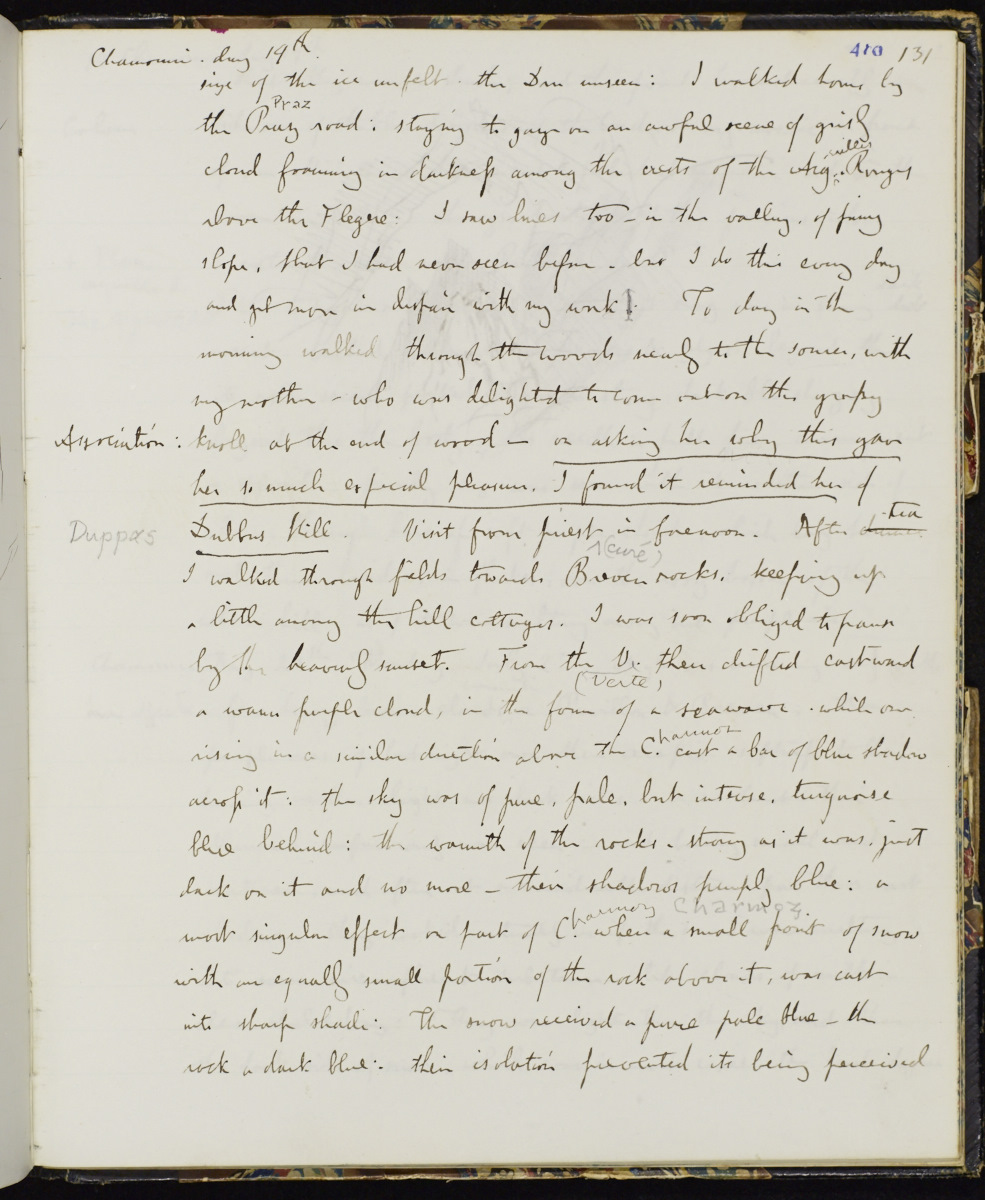 Chamouni. Aug 19th.
410 131
size of the ice unfelt. the Dru unseen: I walked home by
Praz
the Praz road: staying to gaze on an awful scene of grisly
cloud foaming in darkness among the crests of the Aig.uilles Rouges
above the Flegere: I saw lines too - in the valley, of piny
slope, that I had never seen before - but I do this every day
and get more in despair with my work. To day in the
morning walked through the woods nearly to the source, with
my mother - who was delighted to come out on the grassy
Association: knoll at the end of wood - on asking her why this gave
her so much especial pleasure. I found it reminded her of
Duppas Dubbus Hill. Visit from priest in forenoon. After dinner tea
(curé)
I walked through fields towards Breven rocks, keeping up
a little among the hill cottages. I was soon obliged to pause
by the heavenly sunset. From the V. there drifted eastward
(Verte)
a warm purple cloud, in the form of a seawave. while one
rising in a similar direction above the C.harmoz cast a bar of blue shadow
across it: the sky was of pure, pale, but intense, turquoise
blue behind: the warmth of the rocks - strong as it was, just
dark on it and no more - their shadows purply blue: a
Charmoz
most singular effect on part of C.harmoz when a small point of snow
with an equally small portion of the rock above it, was cast
into sharp shade: The snow received a pure pale blue - the
rock a dark blue: their isolation prevented its being perceived